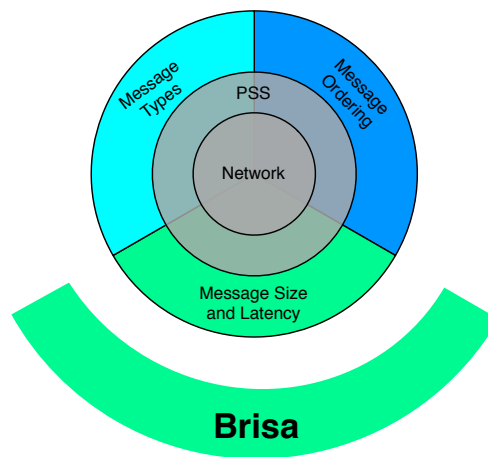 Message
Types
Message
Ordering
PSS
Network
Message Size
and Latency
Brisa